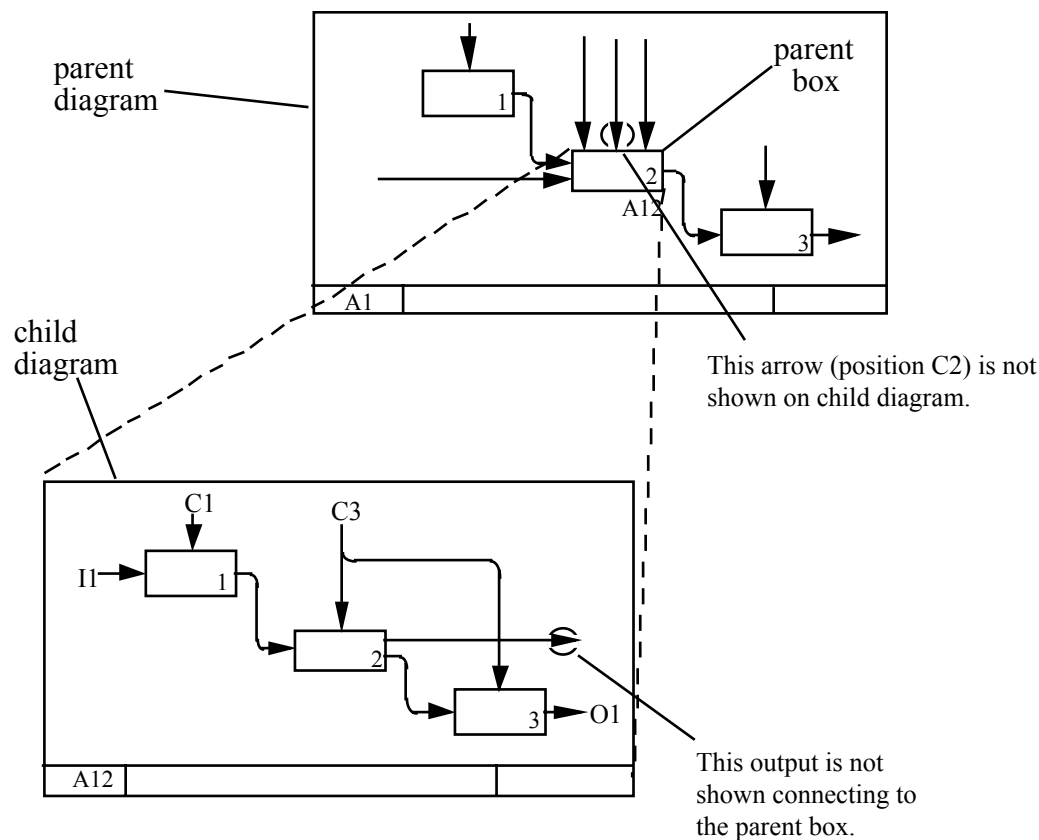 parent
diagram
parent
box
1
2
A12
3
A1
This arrow (position C2) is not
shown on child diagram.
child
diagram
C1
C3
I1
1
2
3
O1
A12
This output is not
shown connecting to
the parent box.